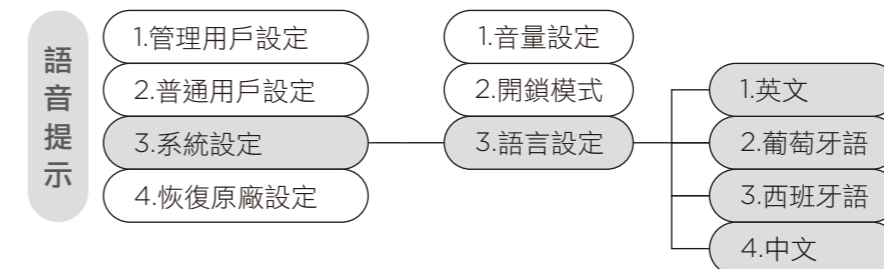 語音提示
1.管理用戶設定
2.普通用戶設定
3.系統設定
4.恢復原廠設定
1.音量設定
2.開鎖模式
3.語言設定
1.英文
2.葡萄牙語
3.西班牙語
4.中文